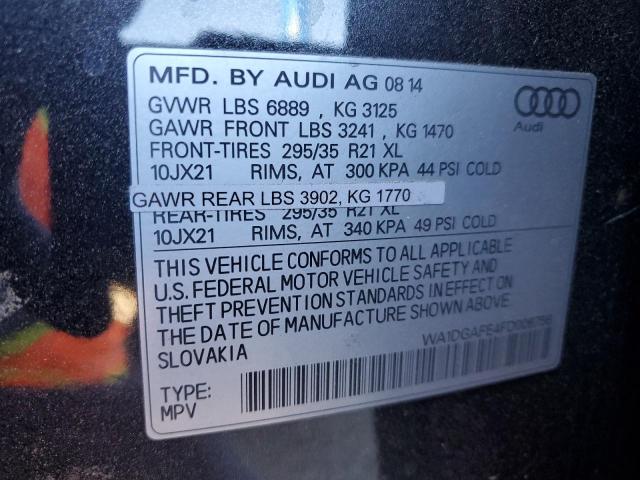 MFD. BY AUDI AG 08 14
GVWR LBS 6889 , KG 3125
GAWR FRONT LBS 3241 , KG 1470
FRONT-TIRES 295/35 R21 XL
10JX21 RIMS, AT 300 KPA 44 PSI COLD
GAWR REAR LBS 3902, KG 1770
REAR-TIRES 295/35 R21 XL
10JX21 RIMS, AT 340 KPA 49 PSI COLD
THIS VEHICLE CONFORMS TO ALL APPLICABLE
U.S. FEDERAL MOTOR VEHICLE SAFETY AND
THEFT PREVENTION STANDARDS IN EFFECT ON
THE DATE OF MANUFACTURE SHOWN ABOVE.
SLOVAKIA
TYPE:
MPV
Audi